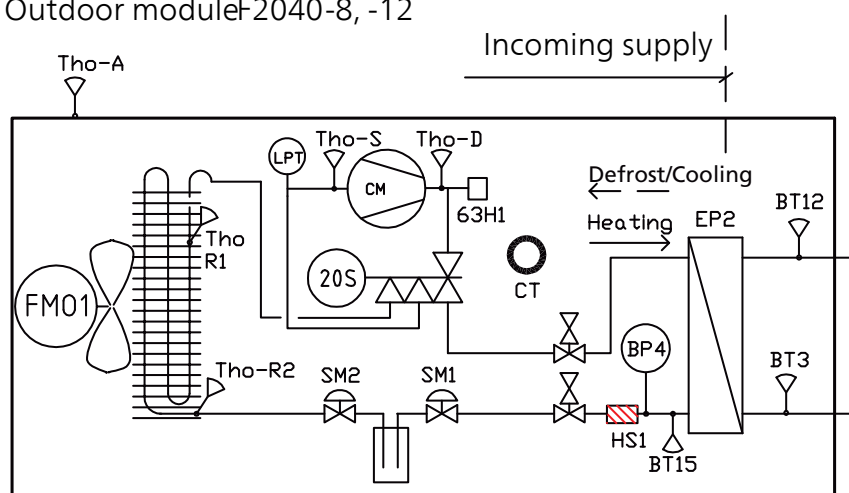 Outdoor moduleF2040-8, -12
Incoming supply
Tho-A
LPT
Tho-S
Tho-D
CM
63H1
Defrost/Cooling
Heating
EP2
BT12
Tho
R1
20S
CT
FM01
BP4
Tho-R2
SM2
SM1
BT3
HS1
BT15